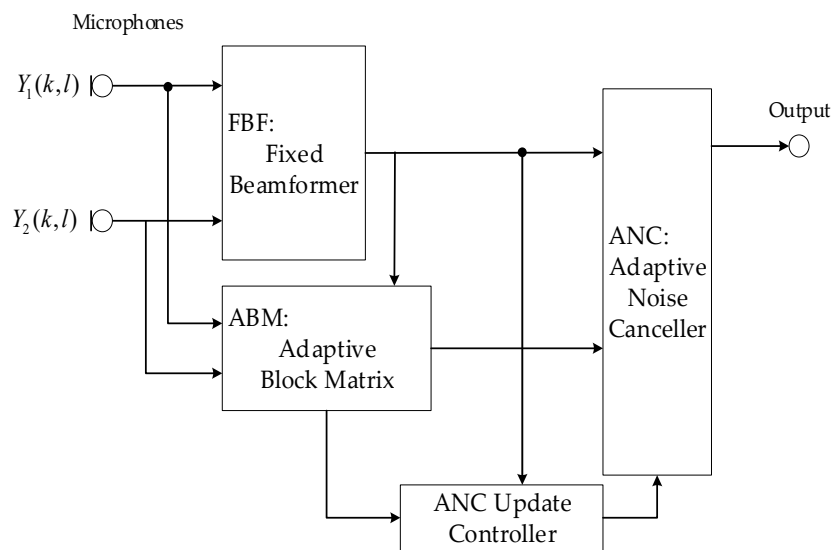 Microphones
Y₁(k,l)
Y₂(k,l)
FBF:
Fixed
Beamformer
ABM:
Adaptive
Block Matrix
ANC:
Adaptive
Noise
Canceller
Output
ANC Update
Controller